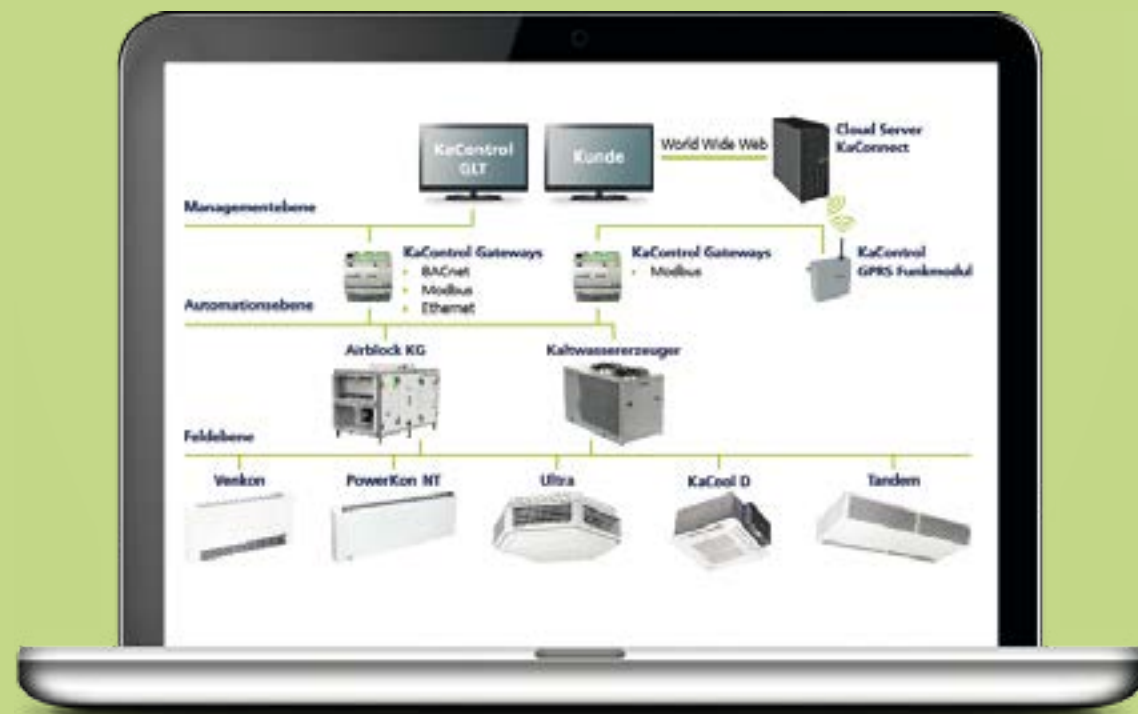 KaControl
GLT
Kunde
World Wide Web
Cloud Server
KaConnect
Managementebene
KaControl Gateways
• BACnet
• Modbus
• Ethernet
KaControl Gateways
• Modbus
KaControl
GPRS Funkmodul
Automationsebene
Airblock KG
Kaltwassererzeuger
Feldebene
Venkon
PowerKon NT
Ultra
KaCool D
Tandem